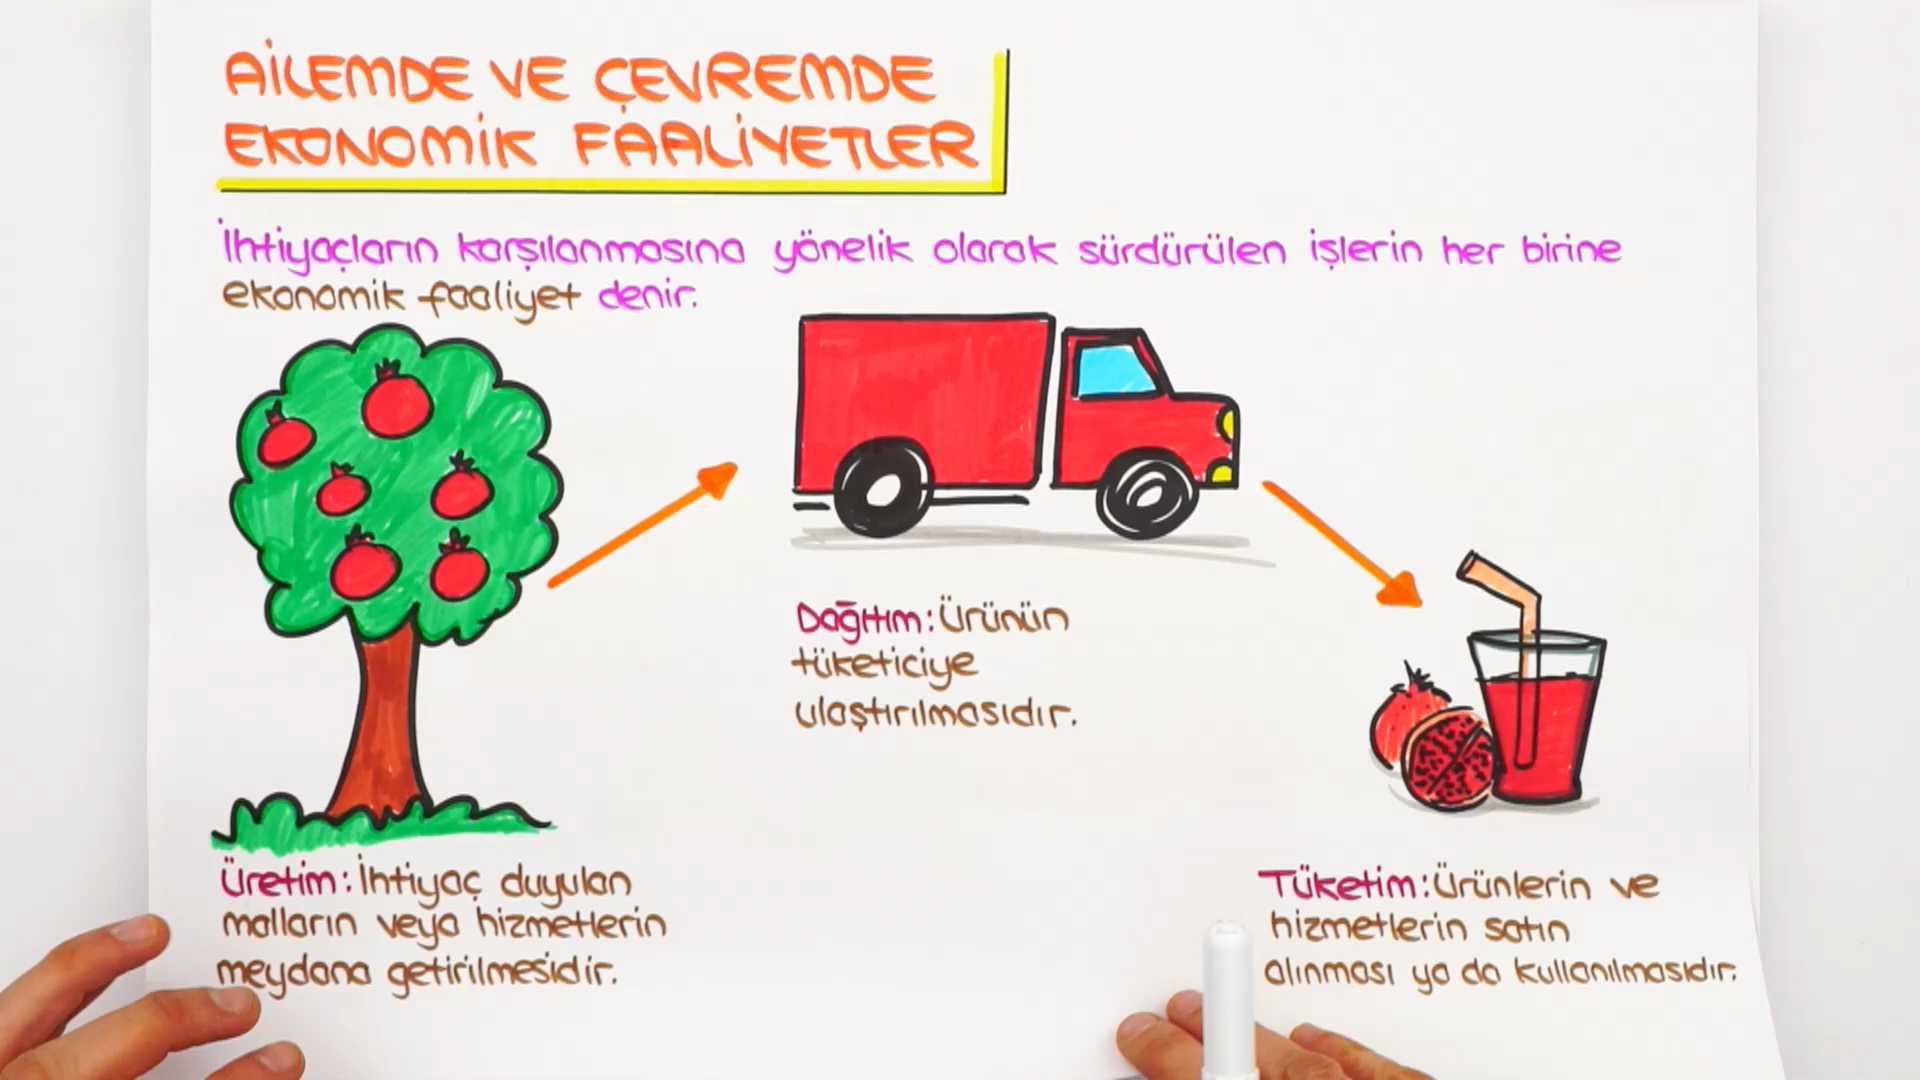 AİLEMDE VE ÇEVREMDE
EKONOMİK FAALİYETLER
İhtiyaçların karşılanmasına yönelik olarak sürdürülen işlerin her birine
ekonomik faaliyet denir.
Dağıtım: Ürünün
tüketiciye
ulaştırılmasıdır.
Üretim: İhtiyaç duyulan
malların veya hizmetlerin
meydana getirilmesidir.
Tüketim: Ürünlerin ve
hizmetlerin satın
alınması ya da kullanılmasıdır.